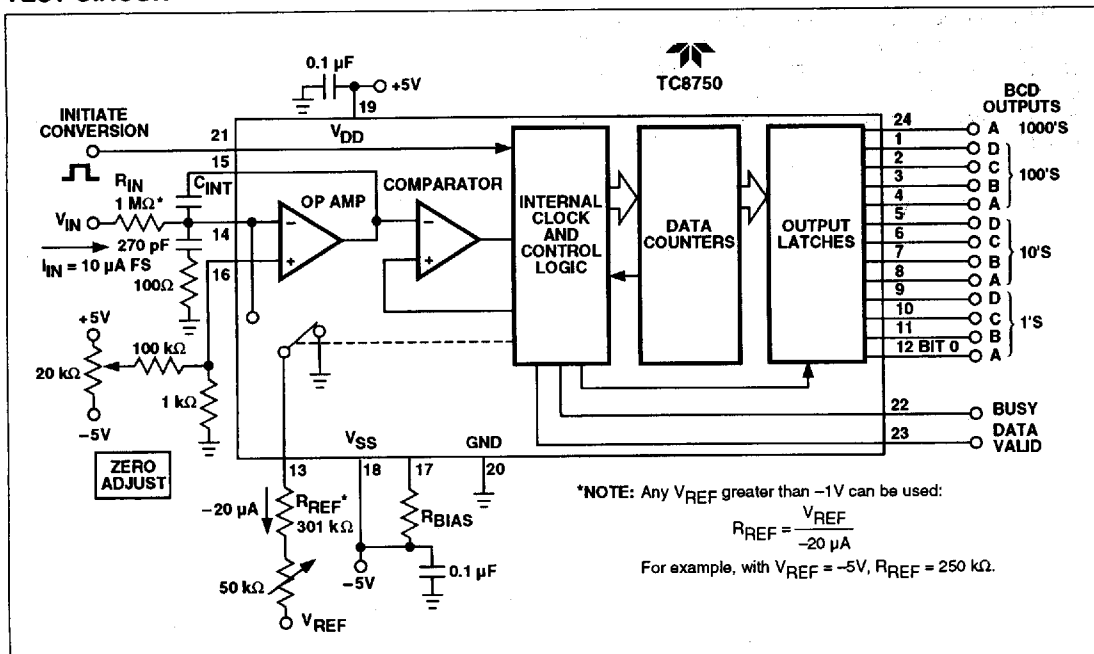 TC8750
0.1 µF
+5V
19
INITIATE
CONVERSION
21
VDD
15
RIN
1 MΩ*
CINT
VIN
14
270 pF
IIN = 10 µA FS
16
100Ω
OP AMP
–
+
COMPARATOR
–
+
INTERNAL
CLOCK
AND
CONTROL
LOGIC
DATA
COUNTERS
OUTPUT
LATCHES
BCD
OUTPUTS
24 A 1000'S
1 D
2 C
3 B
4 A
100'S
5 D
6 C
7 B
8 A
10'S
9 D
10 C
11 B
12 BIT 0 A
1'S
22 BUSY
23 DATA
VALID
+5V
100 kΩ
20 kΩ
1 kΩ
–5V
ZERO
ADJUST
VSS
GND
13
18
17
20
–20 µA
RREF*
301 kΩ
RBIAS
–5V
0.1 µF
50 kΩ
VREF
*NOTE: Any VREF greater than –1V can be used:
RREF = VREF
–20 µA
For example, with VREF = –5V, RREF = 250 kΩ.